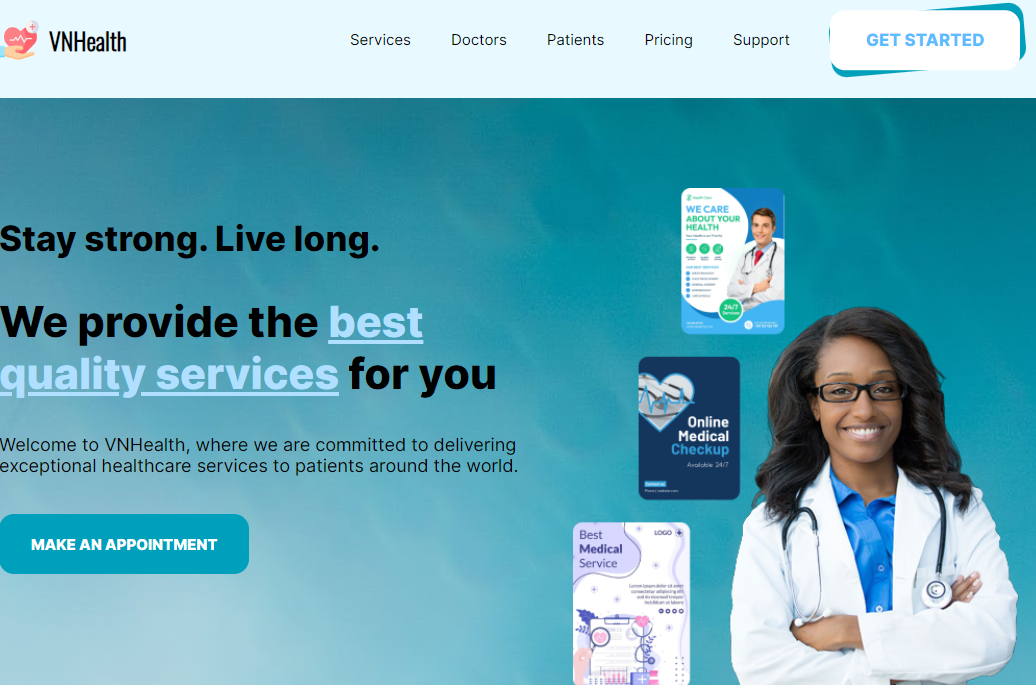 VNHealth
Services
Doctors
Patients
Pricing
Support
GET STARTED
Stay strong. Live long.
We provide the best
quality services for you
Welcome to VNHealth, where we are committed to delivering
exceptional healthcare services to patients around the world.
MAKE AN APPOINTMENT
WE CARE
ABOUT YOUR
HEALTH
24/7
Services
Online
Medical
Checkup
Available 24/7
Contact us
Best
Medical
Service
LOGO